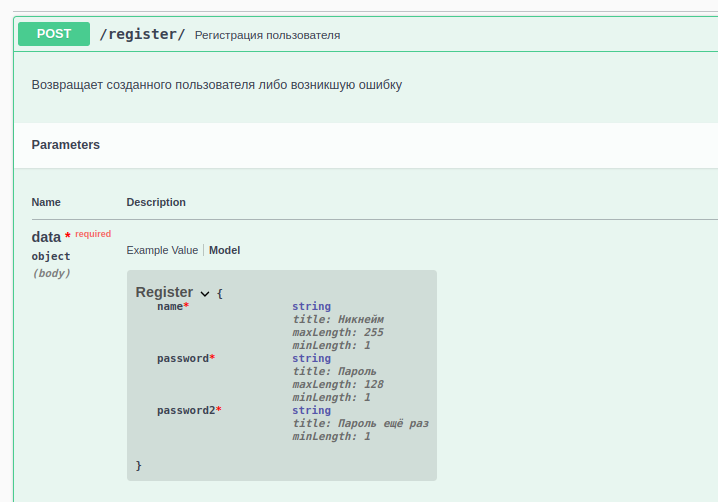 POST /register/ Регистрация пользователя
Возвращает созданного пользователя либо возникшую ошибку
Parameters
Name Description
data * required
object
(body)
Example Value Model
Register {
name* string
title: Никнейм
maxLength: 255
minLength: 1
password* string
title: Пароль
maxLength: 128
minLength: 1
password2* string
title: Пароль ещё раз
minLength: 1
}